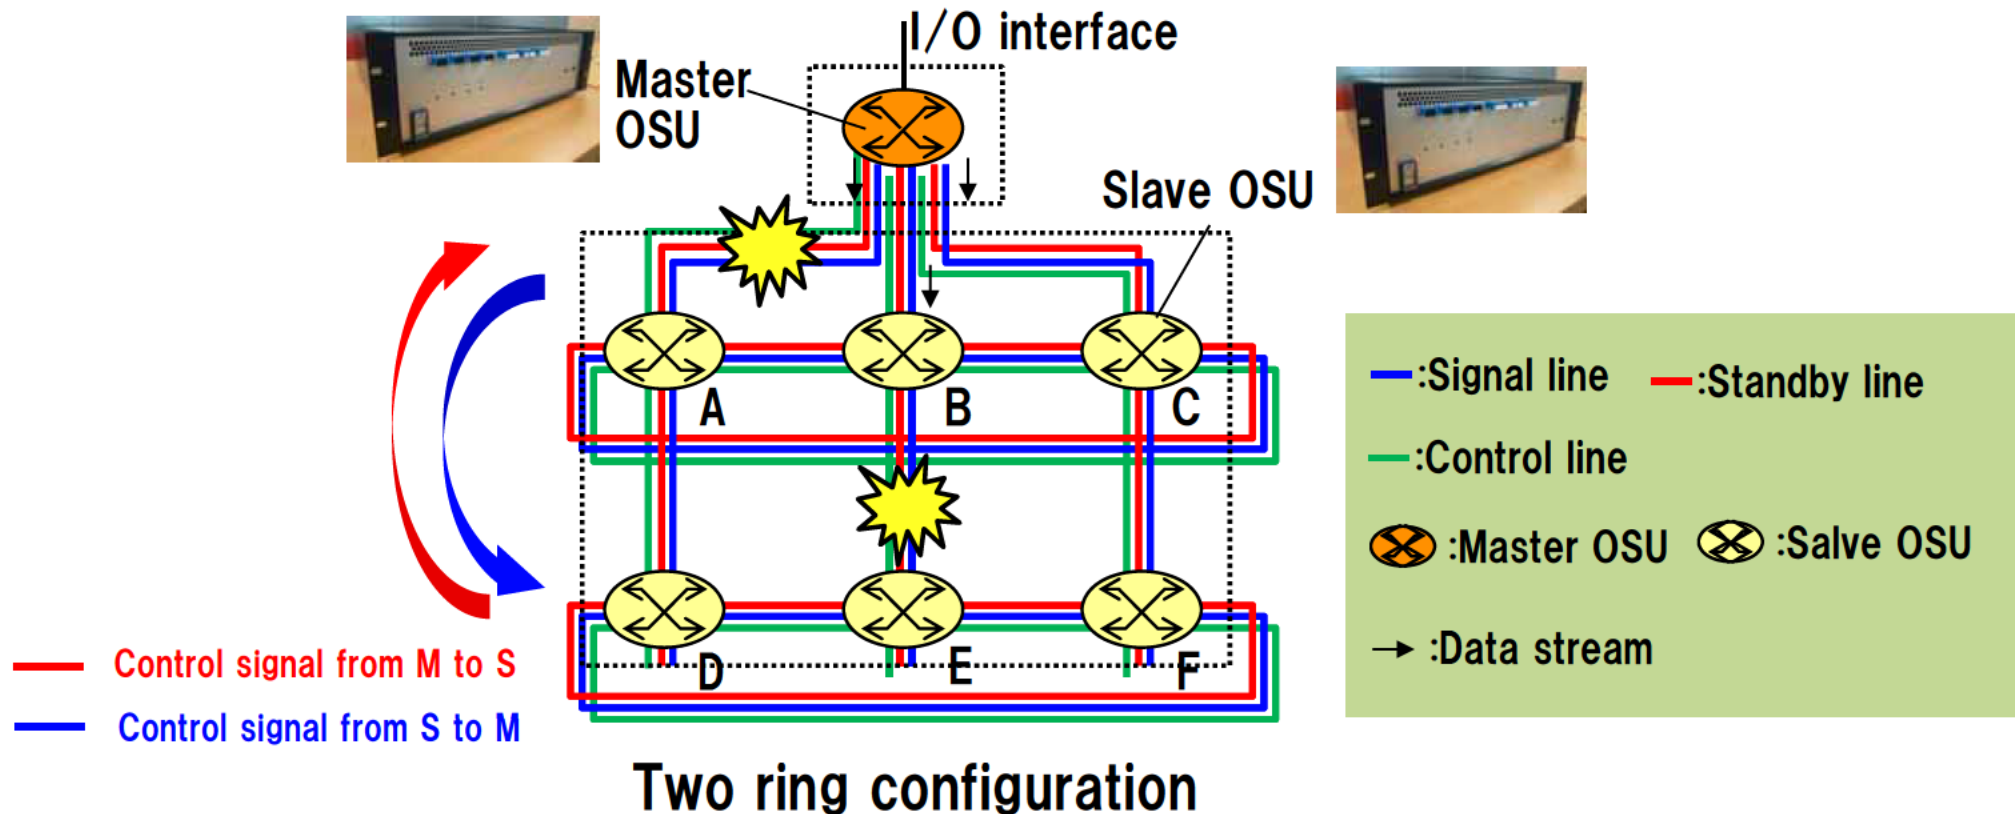 I/O interface
Master
OSU
Slave OSU
A
B
C
D
E
F
:Signal line
:Standby line
:Control line
:Master OSU
:Salve OSU
:Data stream
Control signal from M to S
Control signal from S to M
Two ring configuration